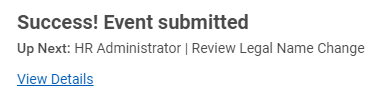 Success! Event submitted
Up Next: HR Administrator | Review Legal Name Change
View Details